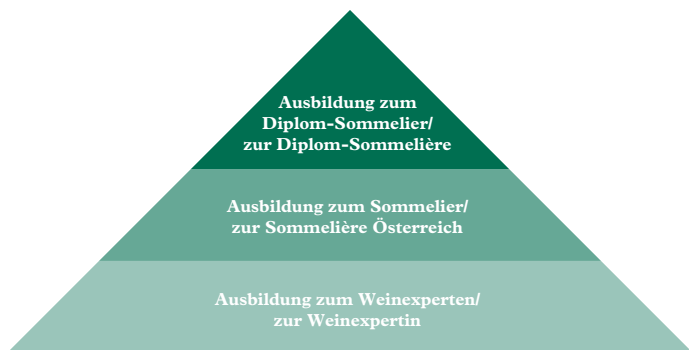 Ausbildung zum
Diplom-Sommelier/
zur Diplom-Sommelière
Ausbildung zum Sommelier/
zur Sommelière Österreich
Ausbildung zum Weinexperten/
zur Weinexpertin